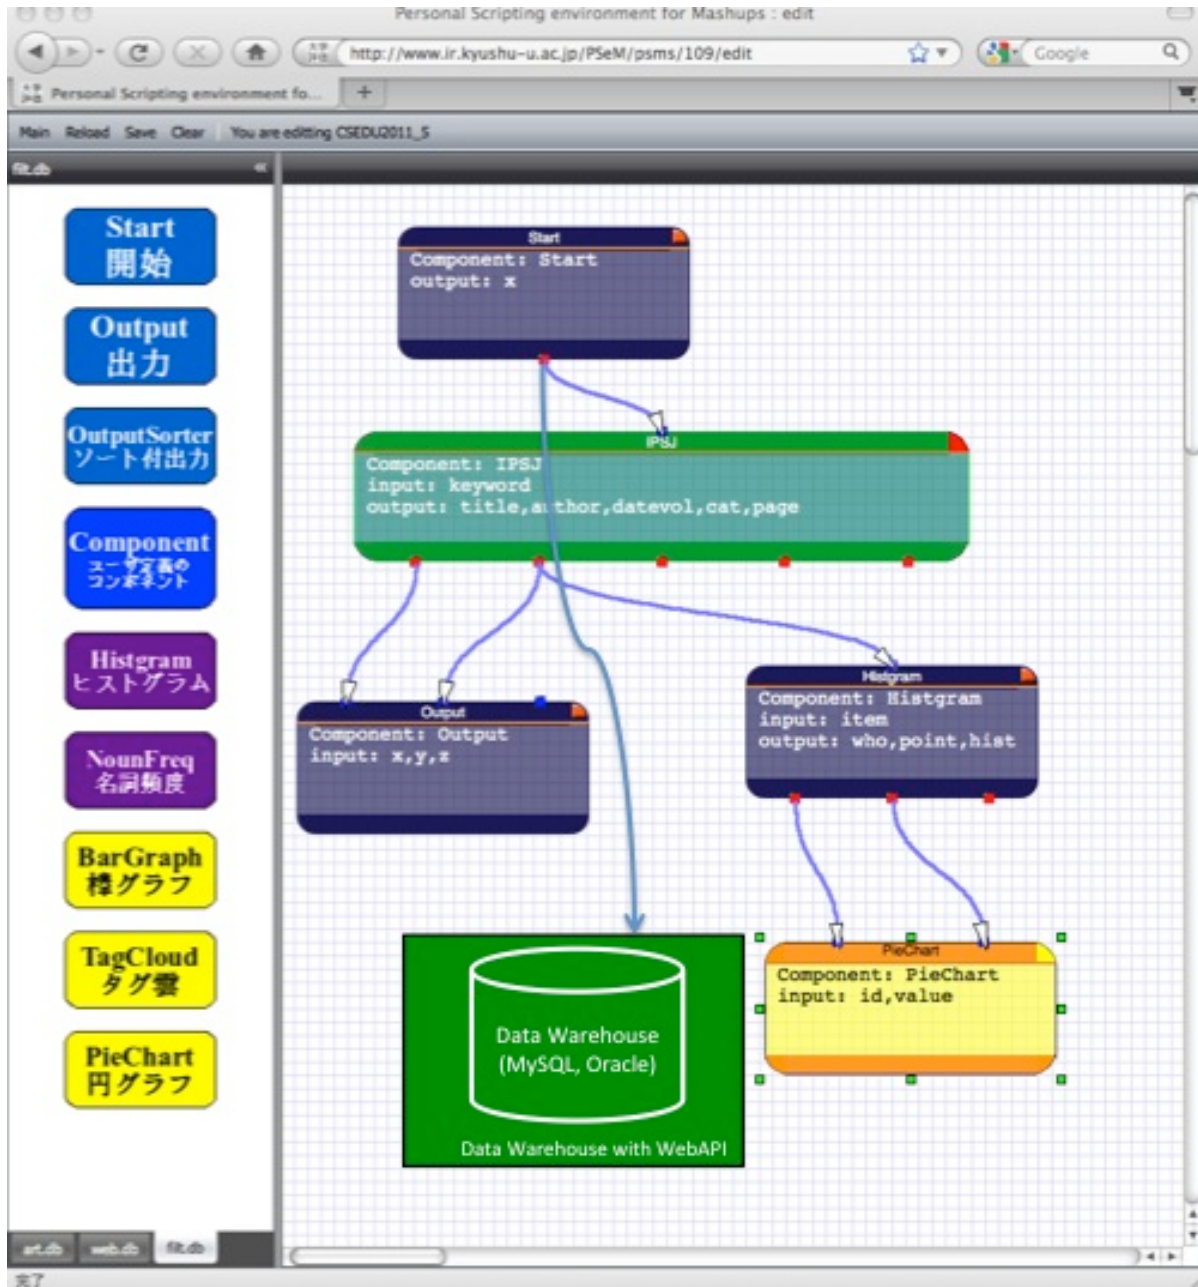 Personal Scripting environment for Mashups : edit
http://www.ir.kyushu-u.ac.jp/PSeM/psms/109/edit
Google
Personal Scripting environment fo...
Main Reload Save Clear You are editting CSEDU2011_S
filt.db
Start
開始
Output
出力
OutputSorter
ソート付出力
Component
ユーザ定義の
コンポネント
Histgram
ヒストグラム
NounFreq
名詞頻度
BarGraph
棒グラフ
TagCloud
タグ雲
PieChart
円グラフ
art.db web.db filt.db
完了
Start
Component: Start
output: x
IPSJ
Component: IPSJ
input: keyword
output: title,author,datevol,cat,page
Output
Component: Output
input: x,y,z
Histgram
Component: Histgram
input: item
output: who,point,hist
Data Warehouse
(MySQL, Oracle)
Data Warehouse with WebAPI
PieChart
Component: PieChart
input: id,value